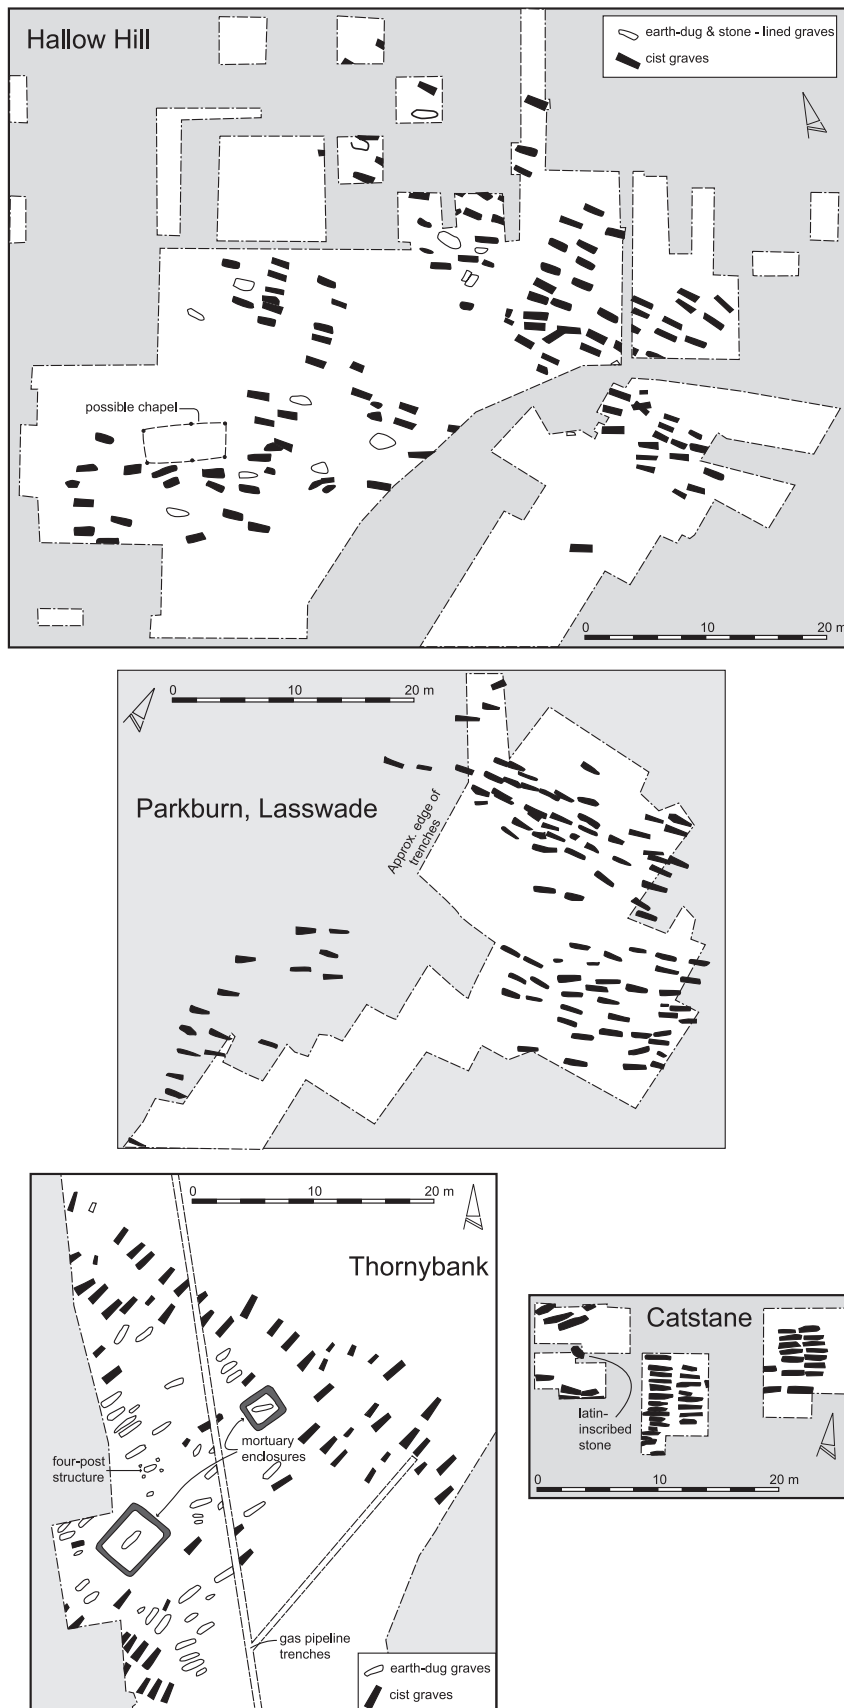 Hallow Hill
earth-dug & stone - lined graves
cist graves
possible chapel
0 10 20 m
0 10 20 m
Parkburn, Lasswade
Approx. edge of
trenches
0 10 20 m
Thornybank
mortuary
enclosures
four-post
structure
gas pipeline
trenches
earth-dug graves
cist graves
Catstane
latin-
inscribed
stone
0 10 20 m